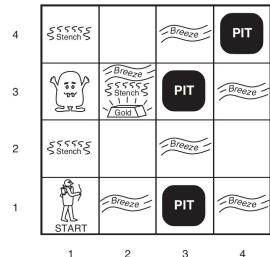 4 Stench Breeze PIT
Breeze
3 Stench PIT Breeze
Gold
2 Stench Breeze
1 Breeze PIT Breeze
START
1 2 3 4